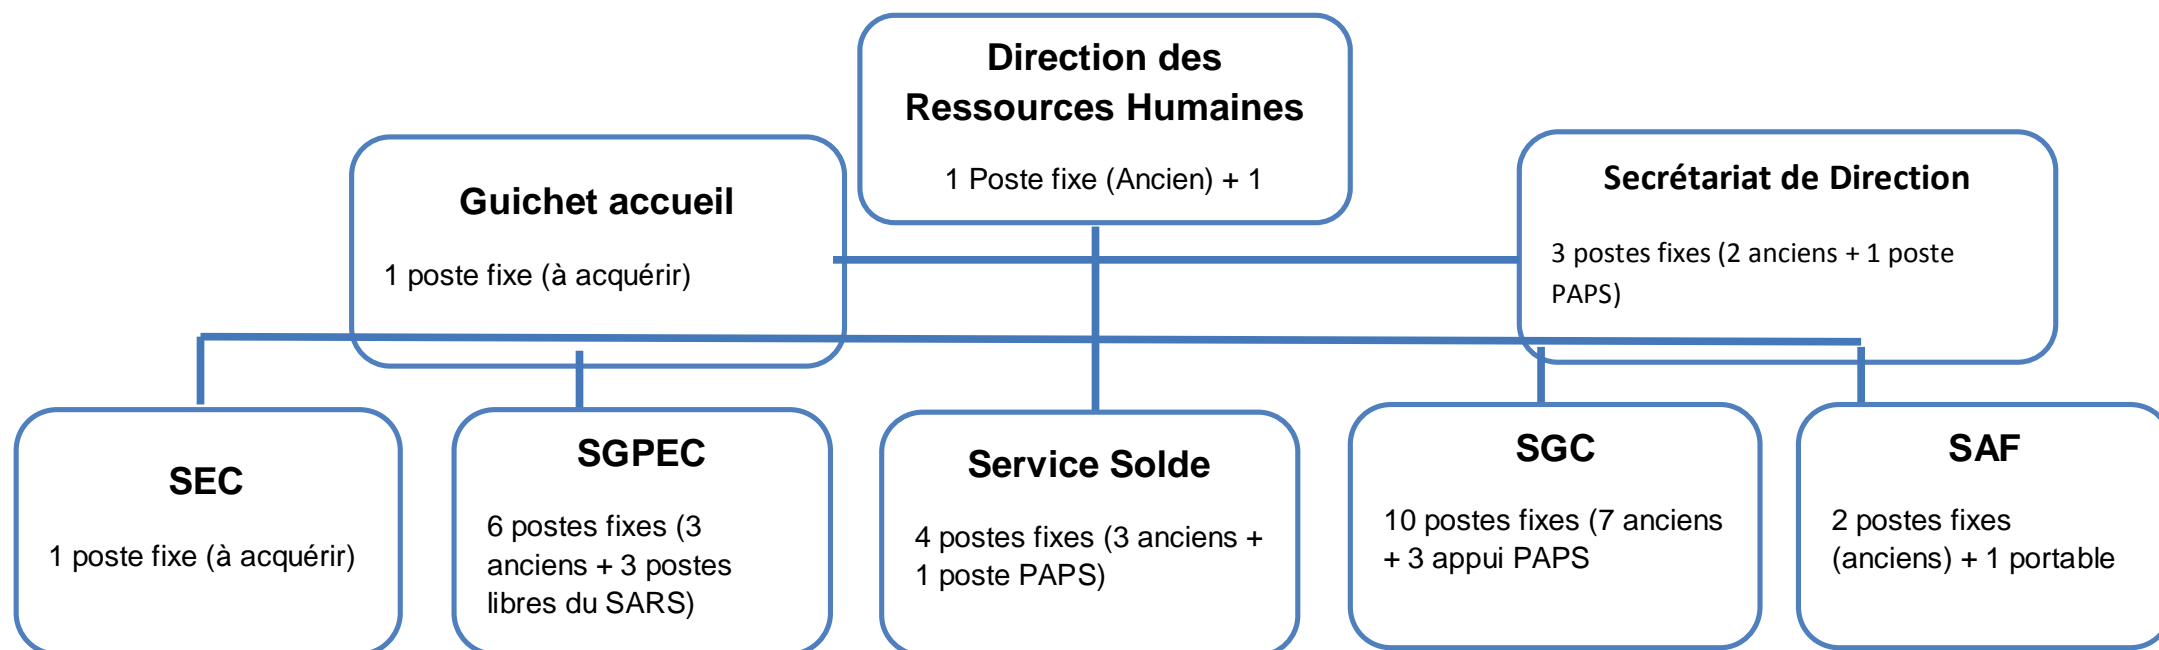 Direction des
Ressources Humaines
1 Poste fixe (Ancien) + 1
Guichet accueil
1 poste fixe (à acquérir)
Secrétariat de Direction
3 postes fixes (2 anciens + 1 poste
PAPS)
SEC
1 poste fixe (à acquérir)
SGPEC
6 postes fixes (3
anciens + 3 postes
libres du SARS)
Service Solde
4 postes fixes (3 anciens +
1 poste PAPS)
SGC
10 postes fixes (7 anciens
+ 3 appui PAPS
SAF
2 postes fixes
(anciens) + 1 portable